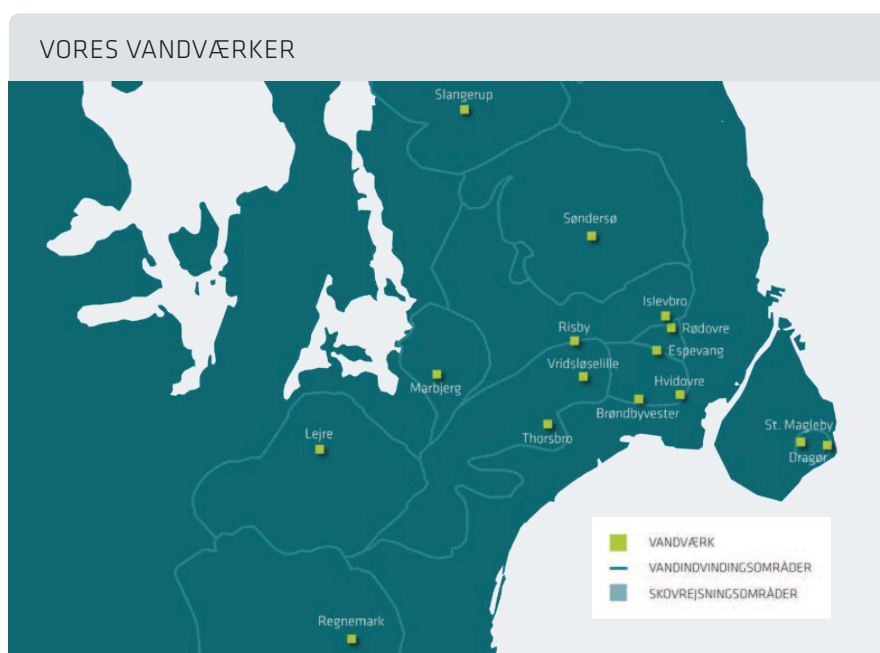 VORES VANDVÆRKER
Slangerup
Søndersø
Islevbro
Rødovre
Risby
Espevang
Vridsløselille
Marbjerg
Hvidovre
Brøndbyvester
St. Magleby
Lejre
Thorsbro
Dragør
VANDVÆRK
VANDINDVINDINGSOMRÅDER
SKOVREJSNINGSOMRÅDER
Regnemark